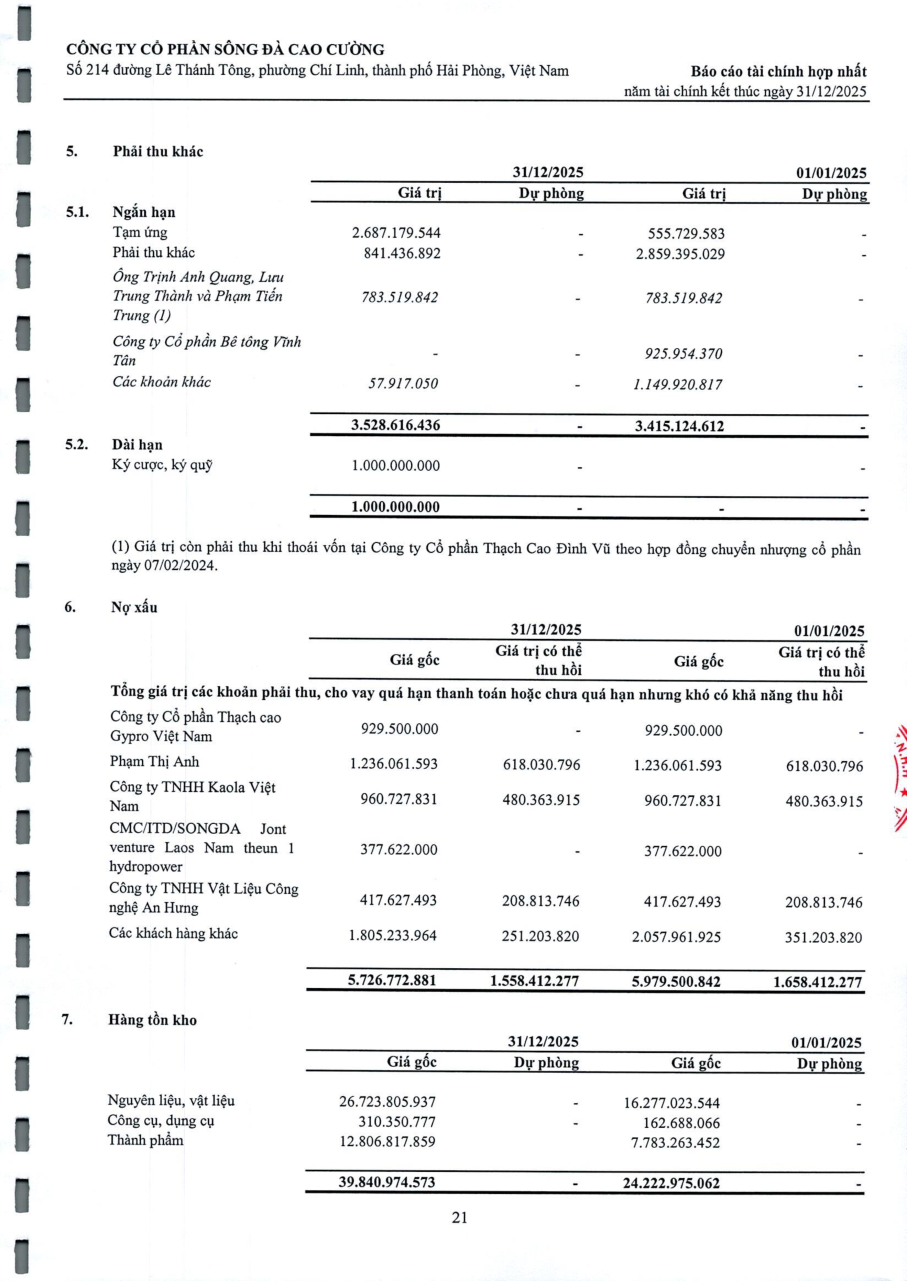 CÔNG TY CỔ PHẦN SÔNG ĐÀ CAO CƯỜNG
Số 214 đường Lê Thánh Tông, phường Chí Linh, thành phố Hải Phòng, Việt Nam
Báo cáo tài chính hợp nhất
năm tài chính kết thúc ngày 31/12/2025
5. Phải thu khác
31/12/2025 01/01/2025
Giá trị Dự phòng Giá trị Dự phòng
5.1. Ngắn hạn
Tạm ứng 2.687.179.544 - 555.729.583 -
Phải thu khác 841.436.892 - 2.859.395.029 -
Ông Trịnh Anh Quang, Lưu
Trung Thành và Phạm Tiến 783.519.842 - 783.519.842 -
Trung (1)
Công ty Cổ phần Bê tông Vĩnh
Tân - - 925.954.370 -
Các khoản khác 57.917.050 - 1.149.920.817 -
3.528.616.436 - 3.415.124.612 -
5.2. Dài hạn
Ký cược, ký quỹ 1.000.000.000 - -
1.000.000.000 - - -
(1) Giá trị còn phải thu khi thoái vốn tại Công ty Cổ phần Thạch Cao Đình Vũ theo hợp đồng chuyển nhượng cổ phần
ngày 07/02/2024.
6. Nợ xấu
31/12/2025 01/01/2025
Giá gốc Giá trị có thể thu hồi Giá gốc Giá trị có thể thu hồi
Tổng giá trị các khoản phải thu, cho vay quá hạn thanh toán hoặc chưa quá hạn nhưng khó có khả năng thu hồi
Công ty Cổ phần Thạch cao
Gypro Việt Nam 929.500.000 - 929.500.000 -
Phạm Thị Anh 1.236.061.593 618.030.796 1.236.061.593 618.030.796
Công ty TNHH Kaola Việt
Nam 960.727.831 480.363.915 960.727.831 480.363.915
CMC/ITD/SONGDA Jont
venture Laos Nam theun 1 377.622.000 - 377.622.000 -
hydropower
Công ty TNHH Vật Liệu Công
nghệ An Hưng 417.627.493 208.813.746 417.627.493 208.813.746
Các khách hàng khác 1.805.233.964 251.203.820 2.057.961.925 351.203.820
5.726.772.881 1.558.412.277 5.979.500.842 1.658.412.277
7. Hàng tồn kho
31/12/2025 01/01/2025
Giá gốc Dự phòng Giá gốc Dự phòng
Nguyên liệu, vật liệu 26.723.805.937 - 16.277.023.544 -
Công cụ, dụng cụ 310.350.777 - 162.688.066 -
Thành phẩm 12.806.817.859 7.783.263.452 -
39.840.974.573 - 24.222.975.062 -
21